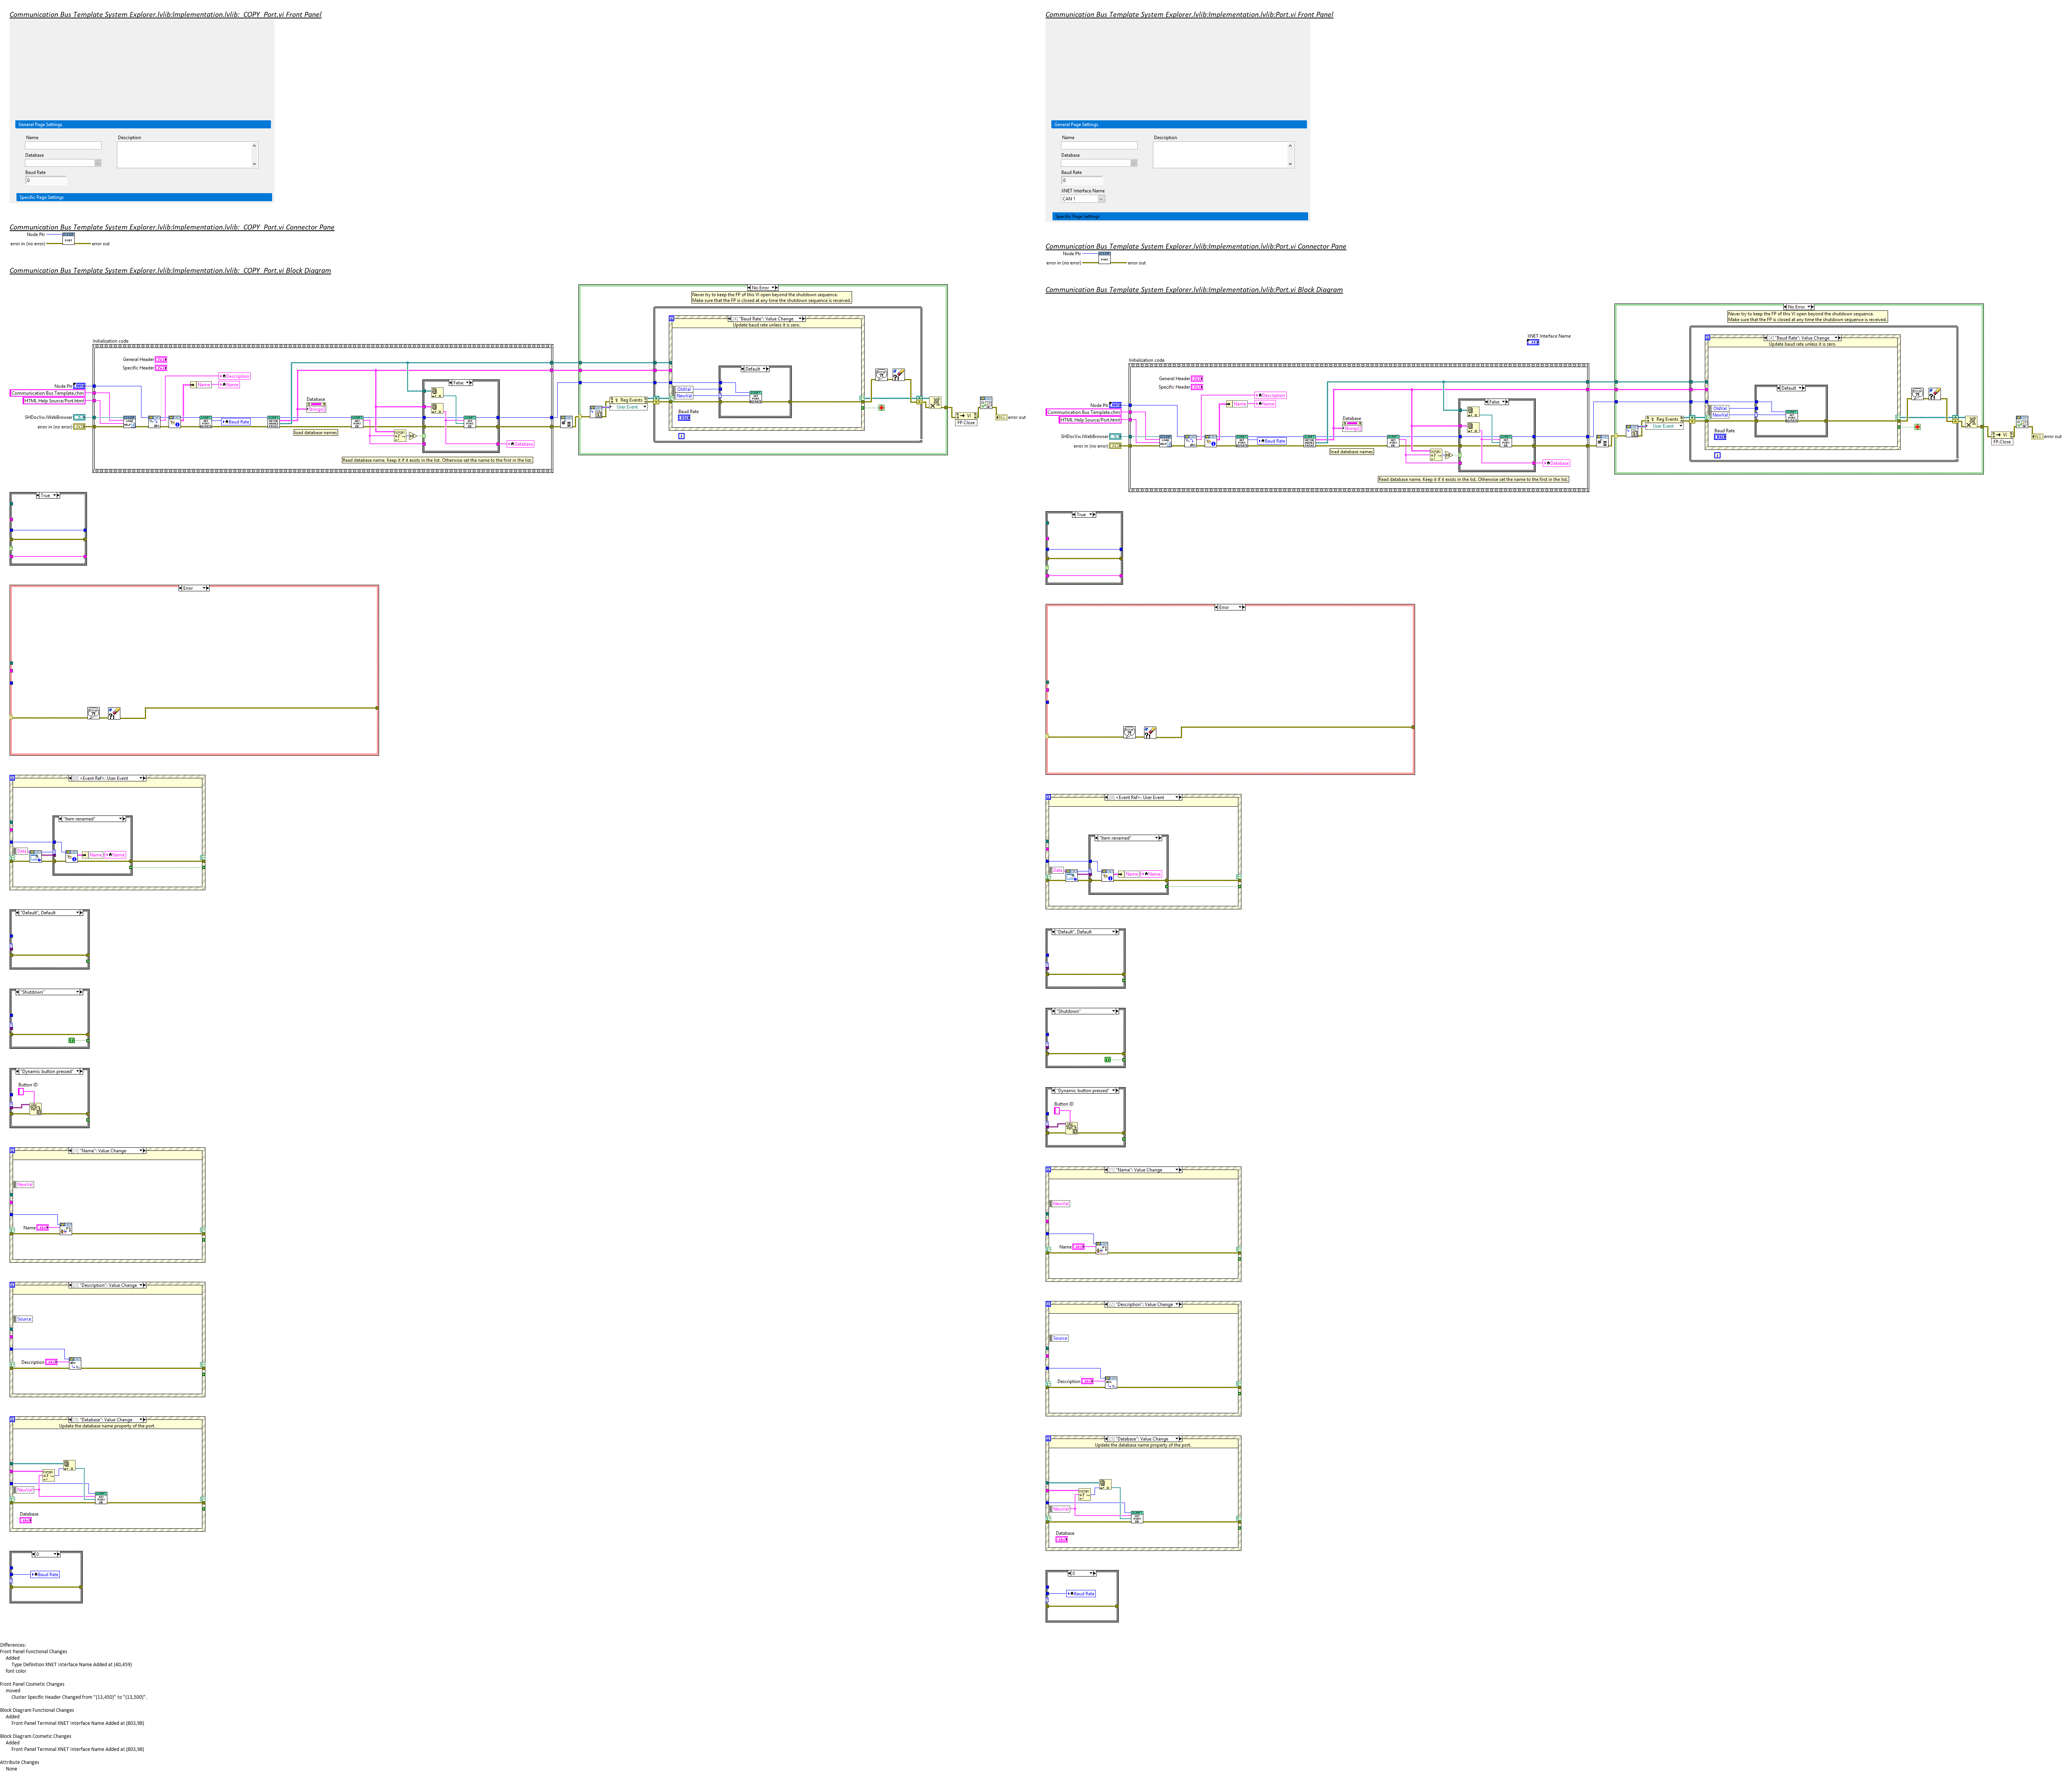 Communication Bus Template System Explorer.lvlib:Implementation.lvlib:_COPY_Port.vi Front Panel
General Page Settings
Name
Description
Database
Baud Rate
0
Specific Page Settings
Communication Bus Template System Explorer.lvlib:Implementation.lvlib:_COPY_Port.vi Connector Pane
Node Ptr
error in (no error)
error out
Communication Bus Template System Explorer.lvlib:Implementation.lvlib:_COPY_Port.vi Block Diagram
No Error
Never try to keep the FP of this VI open beyond the shutdown sequence.
Make sure that the FP is closed at any time the shutdown sequence is received.
"Baud Rate": Value Change
Update baud rate unless it is zero.
Initialization code
General Header
Specific Header
Node Ptr
Communication Bus Template.chm
HTML Help Source/Port.html
SHDocVw.IWebBrowser
error in (no error)
Description
Name
Name
Baud Rate
Database
Strings[]
load database names
False
Database
Read database name. Keep it if it exists in the list. Otherwise set the name to the first in the list.
Reg Events
User Event
Default
OldVal
NewVal
Baud Rate
FP.Close
error out
True
Error
<Event Ref>: User Event
"Item renamed"
Data
Name
Name
"Default", Default
"Shutdown"
"Dynamic button pressed"
Button ID
"Name": Value Change
NewVal
Name
"Description": Value Change
Source
Description
"Database": Value Change
Update the database name property of the port.
NewVal
Database
0
Baud Rate
Differences:
Front Panel Functional Changes
Added
Type Definition XNET Interface Name Added at (40,459)
font color
Front Panel Cosmetic Changes
moved
Cluster Specific Header Changed from "(13,450)" to "(13,500)".
Block Diagram Functional Changes
Added
Front Panel Terminal XNET Interface Name Added at (803,98)
Block Diagram Cosmetic Changes
Added
Front Panel Terminal XNET Interface Name Added at (803,98)
Attribute Changes
None
Communication Bus Template System Explorer.lvlib:Implementation.lvlib:Port.vi Front Panel
General Page Settings
Name
Description
Database
Baud Rate
0
XNET Interface Name
CAN 1
Specific Page Settings
Communication Bus Template System Explorer.lvlib:Implementation.lvlib:Port.vi Connector Pane
Node Ptr
error in (no error)
error out
Communication Bus Template System Explorer.lvlib:Implementation.lvlib:Port.vi Block Diagram
No Error
Never try to keep the FP of this VI open beyond the shutdown sequence.
Make sure that the FP is closed at any time the shutdown sequence is received.
XNET Interface Name
"Baud Rate": Value Change
Update baud rate unless it is zero.
Initialization code
General Header
Specific Header
Node Ptr
Communication Bus Template.chm
HTML Help Source/Port.html
SHDocVw.IWebBrowser
error in (no error)
Description
Name
Name
Baud Rate
Database
Strings[]
load database names
False
Database
Read database name. Keep it if it exists in the list. Otherwise set the name to the first in the list.
Reg Events
User Event
Default
OldVal
NewVal
Baud Rate
FP.Close
error out
True
Error
<Event Ref>: User Event
"Item renamed"
Data
Name
Name
"Default", Default
"Shutdown"
"Dynamic button pressed"
Button ID
"Name": Value Change
NewVal
Name
"Description": Value Change
Source
Description
"Database": Value Change
Update the database name property of the port.
NewVal
Database
0
Baud Rate